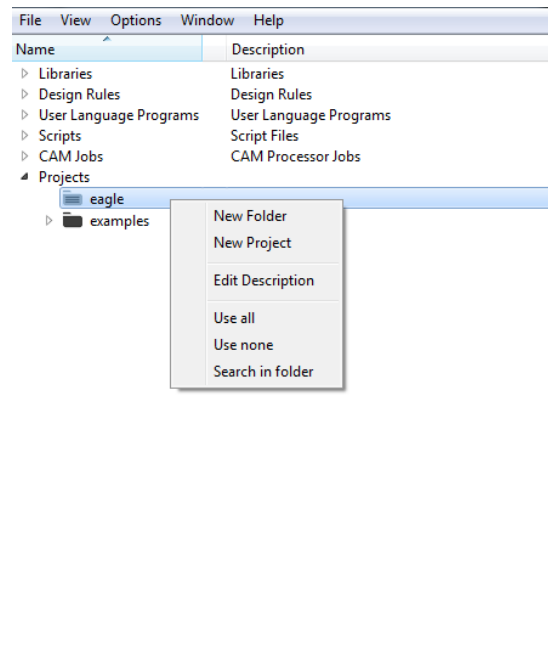 File View Options Window Help
Name Description
Libraries Libraries
Design Rules Design Rules
User Language Programs User Language Programs
Scripts Script Files
CAM Jobs CAM Processor Jobs
Projects
eagle
examples
New Folder
New Project
Edit Description
Use all
Use none
Search in folder